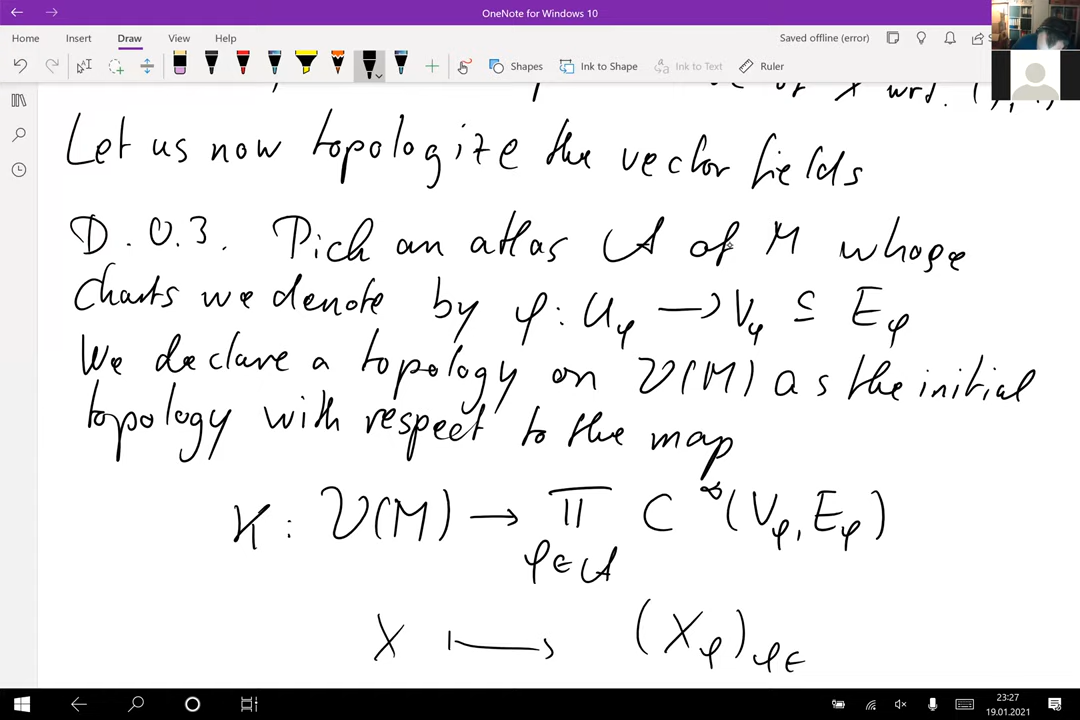 OneNote for Windows 10
Home Insert Draw View Help
Saved offline (error)
Shapes Ink to Shape Ink to Text Ruler
of X wrt.
Let us now topologize the vector fields
D. 0.3. Pick an atlas 𝒜 of M whose
charts we denote by φ: U_φ → V_φ ⊆ E_φ
We declare a topology on 𝒱(M) as the initial
topology with respect to the map
K: 𝒱(M) → ∏ C^∞(V_φ, E_φ)
φ∈𝒜
X ⟼ (X_φ)_φ∈
23:27
19.01.2021